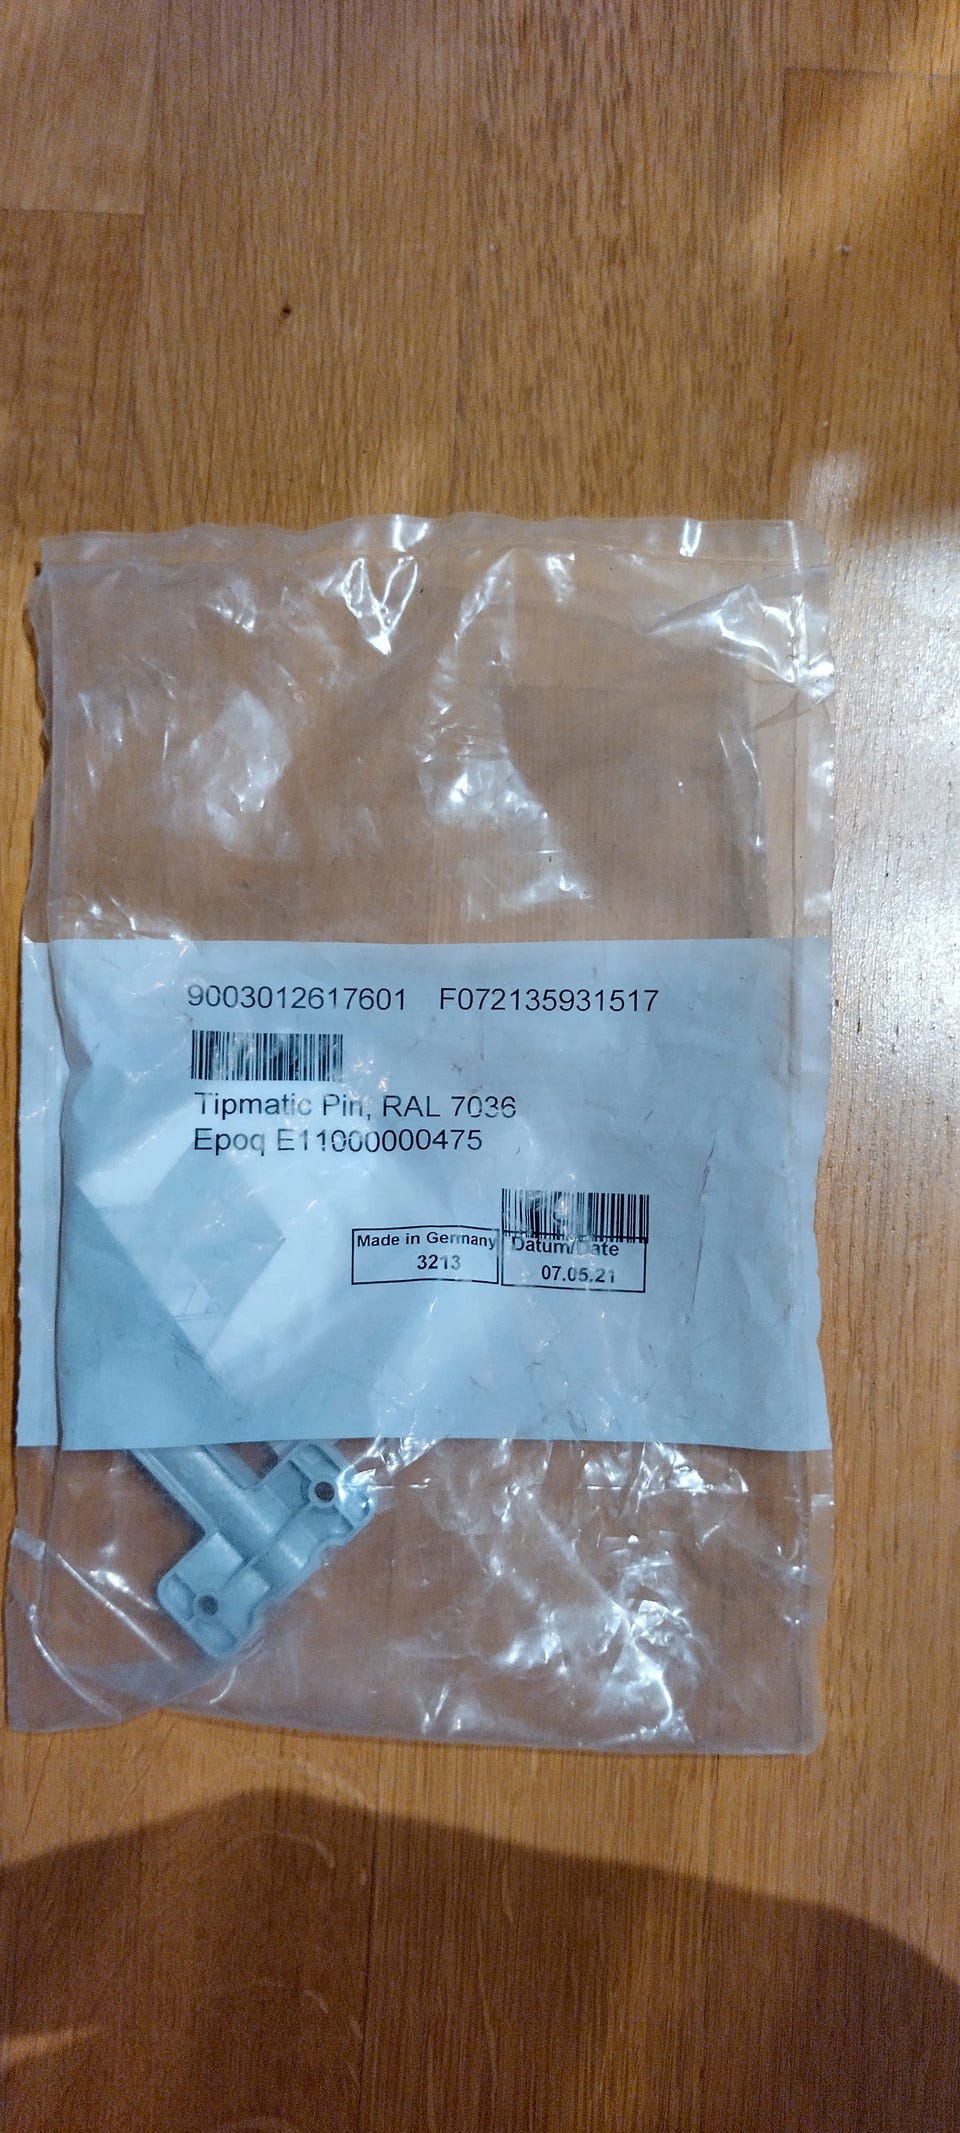 9003012617601 F072135931517
Tipmatic Pin, RAL 7036
Epoq E11000000475
Made in Germany
3213
Datum/Date
07.05.21